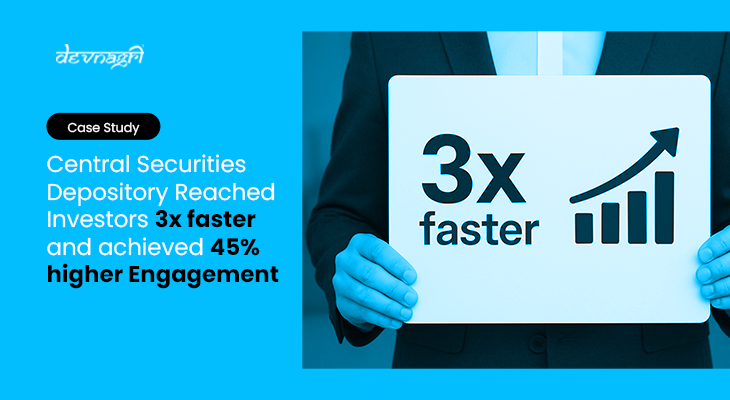 devnagri
Case Study
Central Securities
Depository Reached
Investors 3x faster
and achieved 45%
higher Engagement
3x
faster